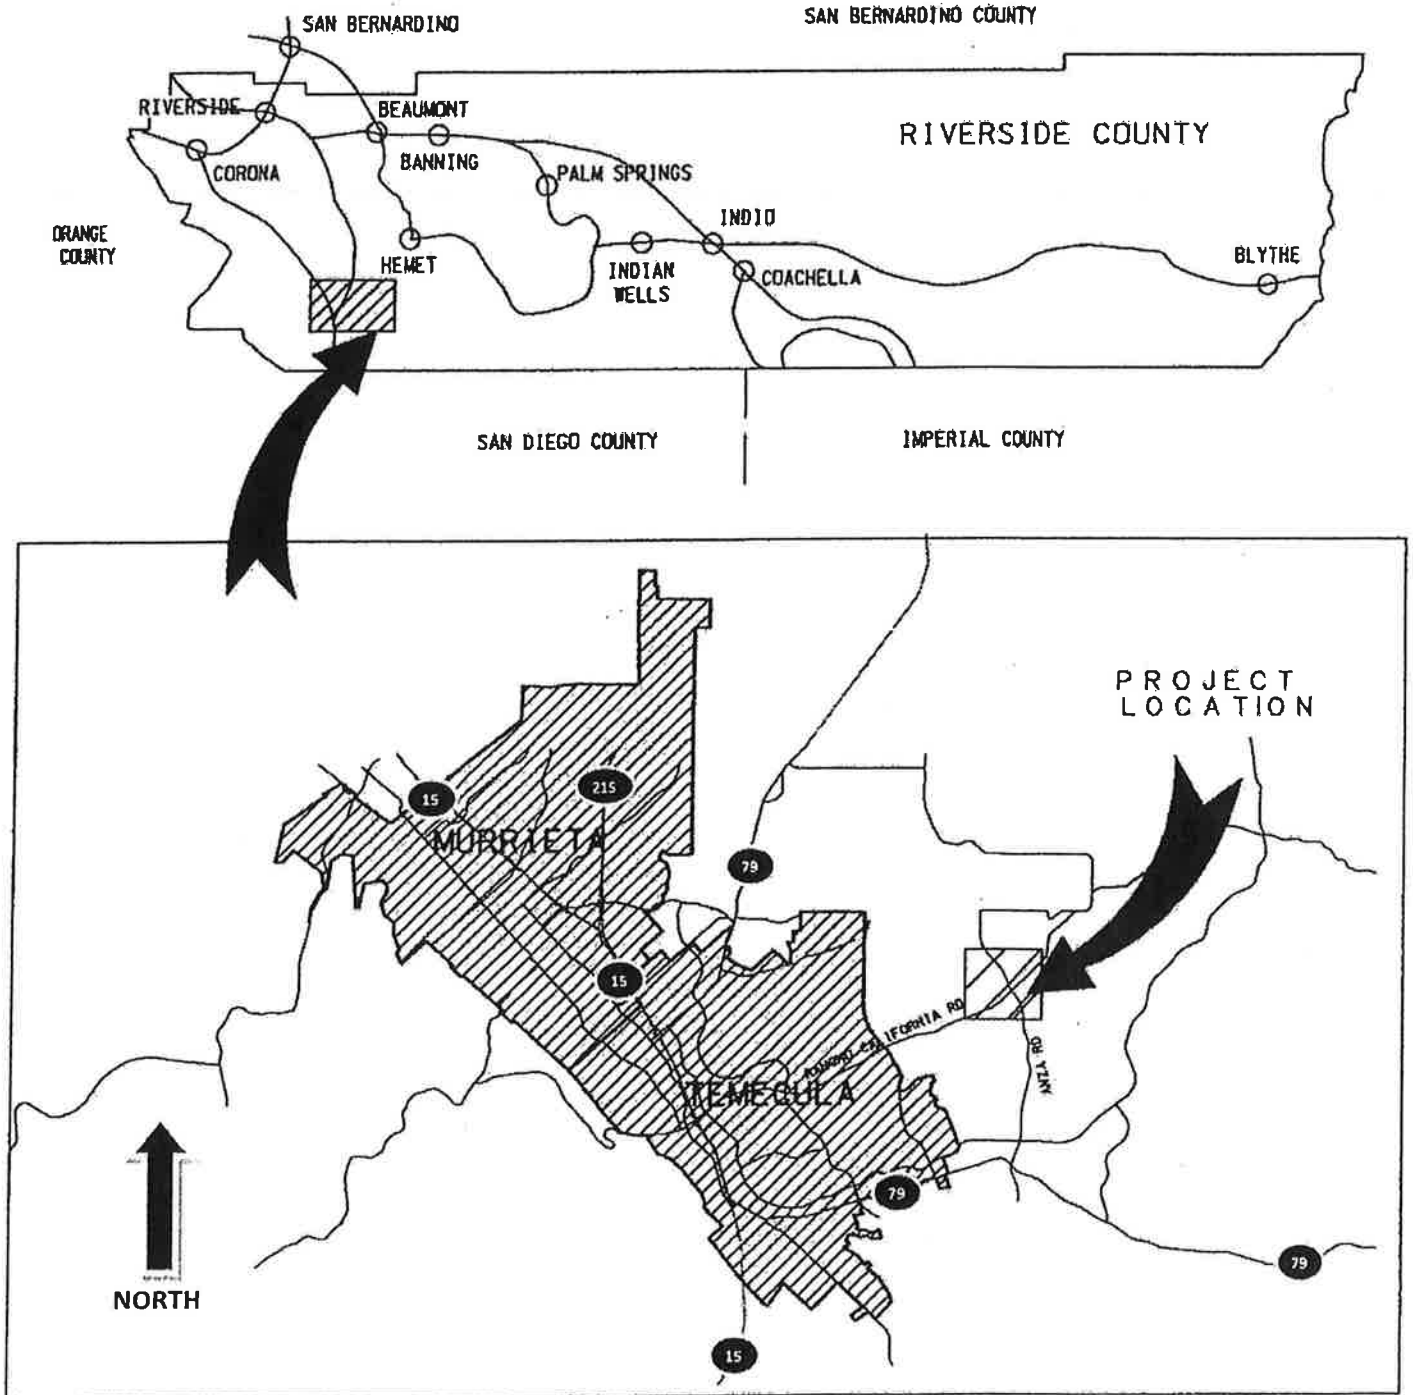 SAN BERNARDINO
SAN BERNARDINO COUNTY
RIVERSIDE
BEAUMONT
RIVERSIDE COUNTY
BANNING
CORONA
PALM SPRINGS
INDIO
ORANGE
COUNTY
HEMET
INDIAN
WELLS
COACHELLA
BLYTHE
SAN DIEGO COUNTY
IMPERIAL COUNTY
PROJECT
LOCATION
15
215
MURRIETA
79
15
RANCHO CALIFORNIA RD
ANZA RD
TEMECULA
79
79
NORTH
15